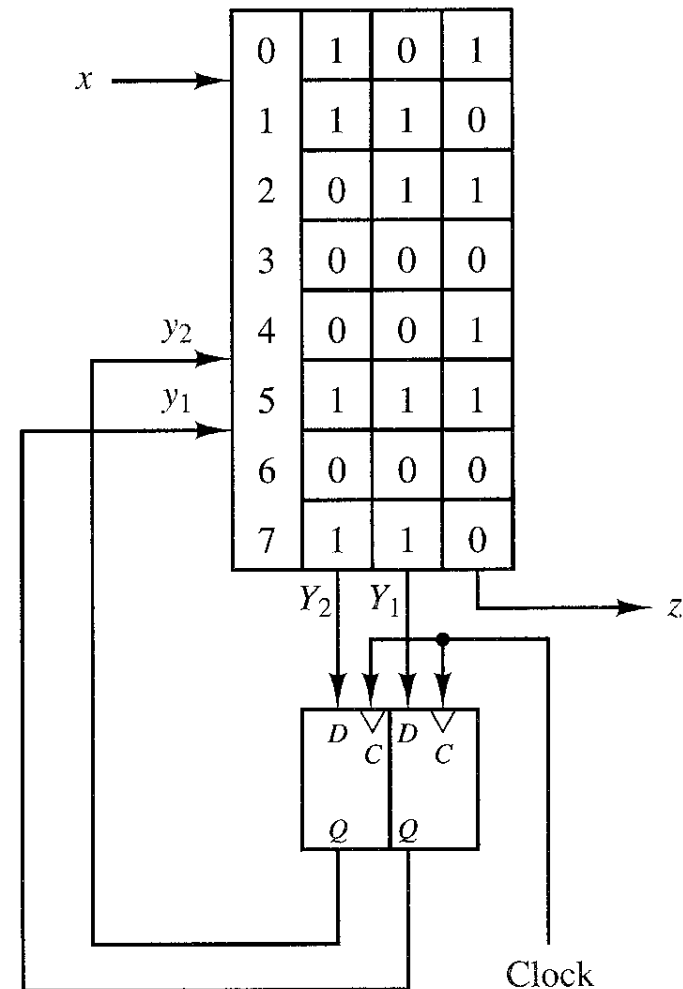 0 1 0 1
x
1 1 1 0
2 0 1 1
3 0 0 0
y2
4 0 0 1
y1
5 1 1 1
6 0 0 0
7 1 1 0
Y2 Y1
z
D C D C
Q Q
Clock